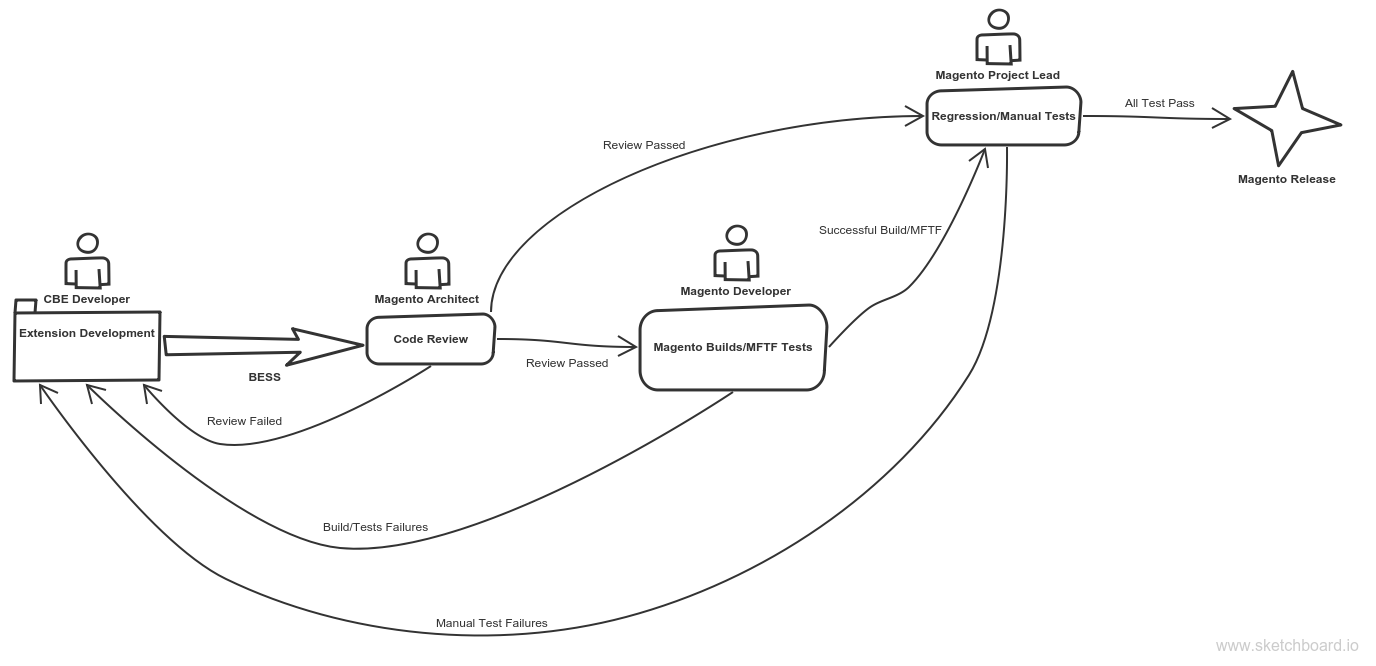 Magento Project Lead
Regression/Manual Tests
All Test Pass
Magento Release
Review Passed
Successful Build/MFTF
CBE Developer
Extension Development
BESS
Magento Architect
Code Review
Review Passed
Magento Developer
Magento Builds/MFTF Tests
Review Failed
Build/Tests Failures
Manual Test Failures
www.sketchboard.io